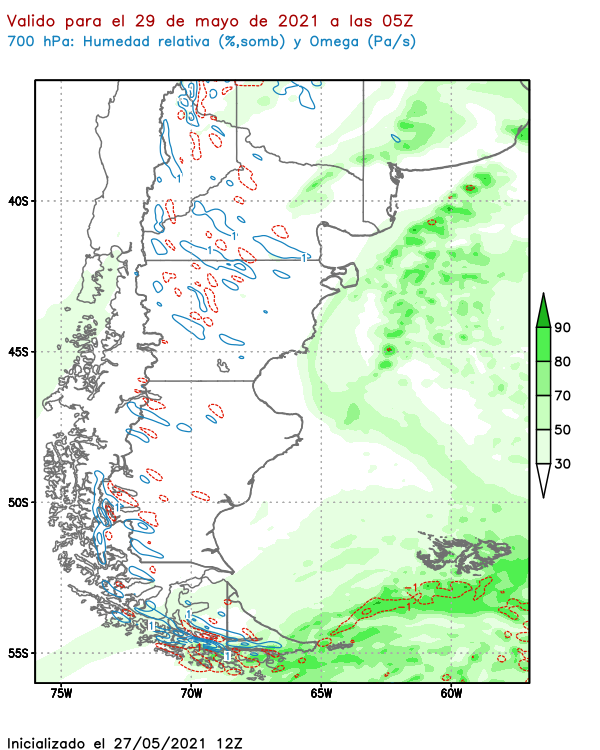 Valido para el 29 de mayo de 2021 a las 05Z
700 hPa: Humedad relativa (%,somb) y Omega (Pa/s)
40S
45S
50S
55S
75W
70W
65W
60W
90
80
70
50
30
1
1
1
1
1
1
1
1
-1
-1
Inicializado el 27/05/2021 12Z